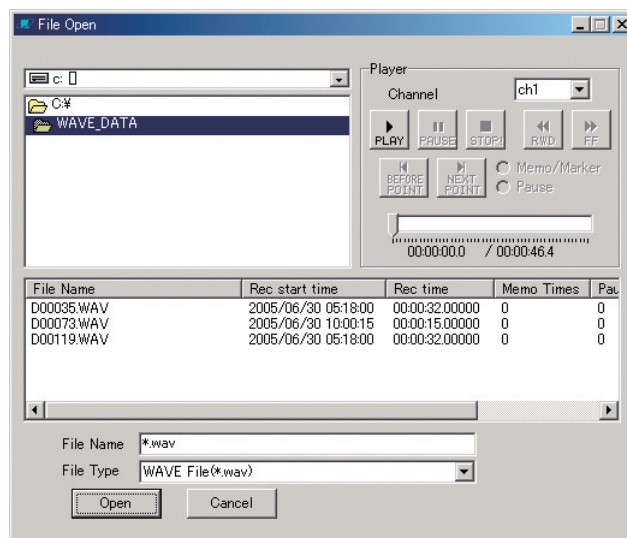 File Open
c: []
Player
Channel
ch1
C:¥
WAVE_DATA
PLAY
PAUSE
STOP!
RWD
FF
BEFORE POINT
NEXT POINT
Memo/Marker
Pause
00:00:00.0 / 00:00:46.4
File Name Rec start time Rec time Memo Times Pau
D00035.WAV 2005/06/30 05:18:00 00:00:32.00000 0 0
D00073.WAV 2005/06/30 10:00:15 00:00:15.00000 0 0
D00119.WAV 2005/06/30 05:18:00 00:00:32.00000 0 0
File Name *.wav
File Type WAVE File(*.wav)
Open Cancel